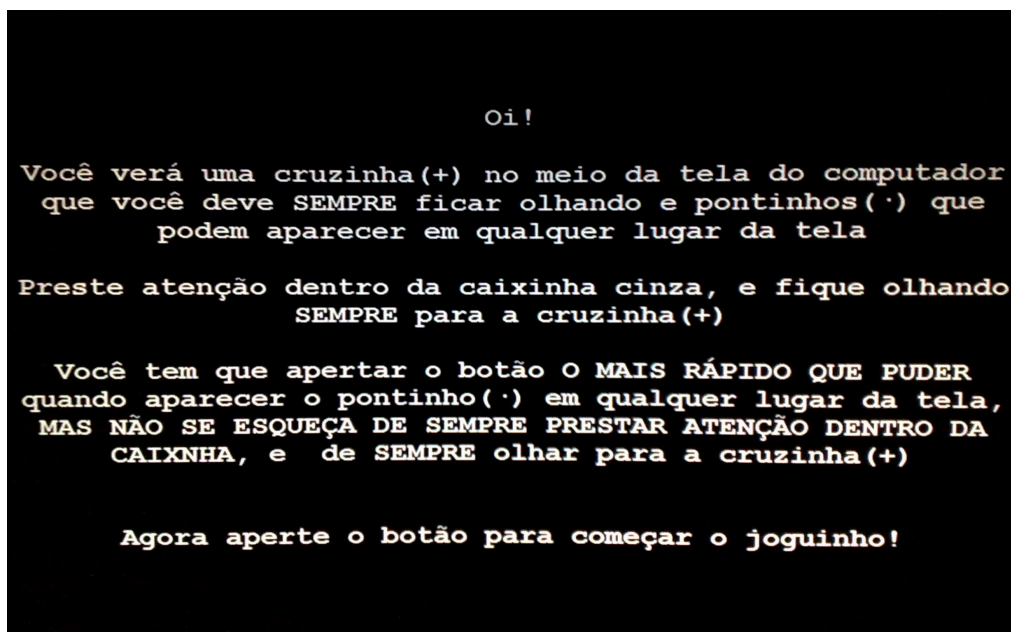 Oi!
Você verá uma cruzinha(+) no meio da tela do computador
que você deve SEMPRE ficar olhando e pontinhos(·) que
podem aparecer em qualquer lugar da tela
Preste atenção dentro da caixinha cinza, e fique olhando
SEMPRE para a cruzinha(+)
Você tem que apertar o botão O MAIS RÁPIDO QUE PUDER
quando aparecer o pontinho(·) em qualquer lugar da tela,
MAS NÃO SE ESQUEÇA DE SEMPRE PRESTAR ATENÇÃO DENTRO DA
CAIXNHA, e  de SEMPRE olhar para a cruzinha(+)
Agora aperte o botão para começar o joguinho!